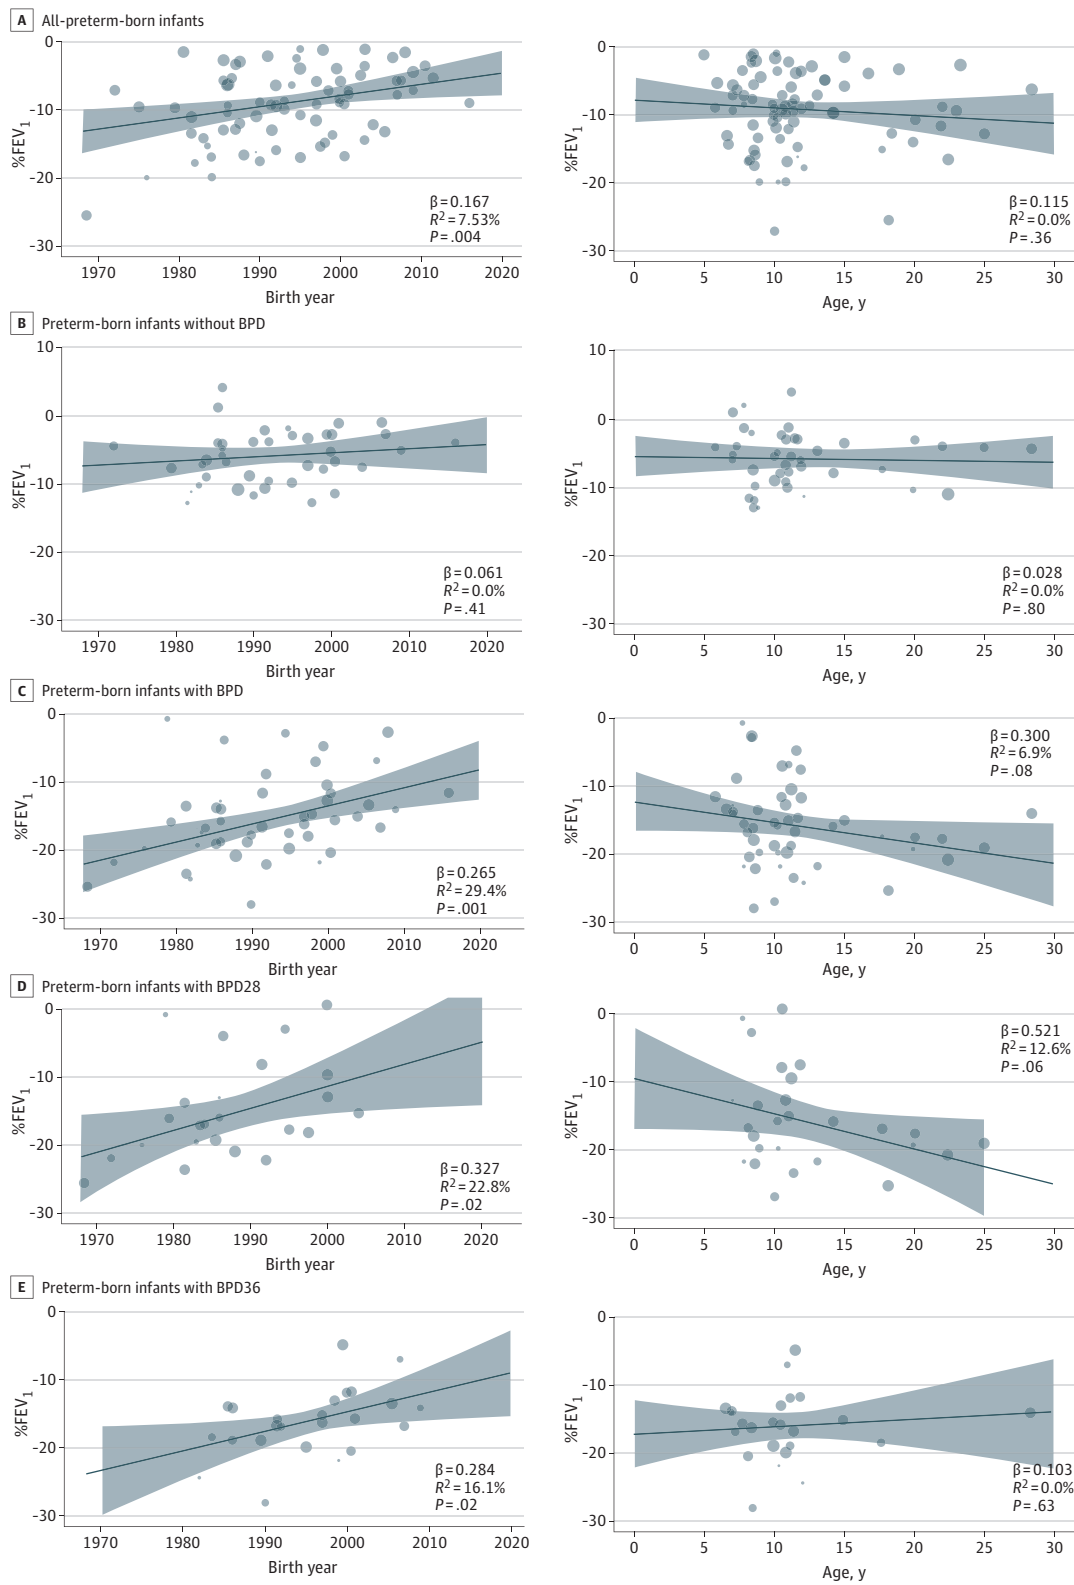 A All-preterm-born infants
0
-10
-20
-30
%FEV1
β=0.167
R2=7.53%
P=.004
1970 1980 1990 2000 2010 2020
Birth year
0
-10
-20
-30
%FEV1
β=0.115
R2=0.0%
P=.36
0 5 10 15 20 25 30
Age, y
B Preterm-born infants without BPD
10
0
-10
-20
-30
%FEV1
β=0.061
R2=0.0%
P=.41
1970 1980 1990 2000 2010 2020
Birth year
10
0
-10
-20
-30
%FEV1
β=0.028
R2=0.0%
P=.80
0 5 10 15 20 25 30
Age, y
C Preterm-born infants with BPD
0
-10
-20
-30
%FEV1
β=0.265
R2=29.4%
P=.001
1970 1980 1990 2000 2010 2020
Birth year
0
-10
-20
-30
%FEV1
β=0.300
R2=6.9%
P=.08
0 5 10 15 20 25 30
Age, y
D Preterm-born infants with BPD28
0
-10
-20
-30
%FEV1
β=0.327
R2=22.8%
P=.02
1970 1980 1990 2000 2010 2020
Birth year
0
-10
-20
-30
%FEV1
β=0.521
R2=12.6%
P=.06
0 5 10 15 20 25 30
Age, y
E Preterm-born infants with BPD36
0
-10
-20
-30
%FEV1
β=0.284
R2=16.1%
P=.02
1970 1980 1990 2000 2010 2020
Birth year
0
-10
-20
-30
%FEV1
β=0.103
R2=0.0%
P=.63
0 5 10 15 20 25 30
Age, y